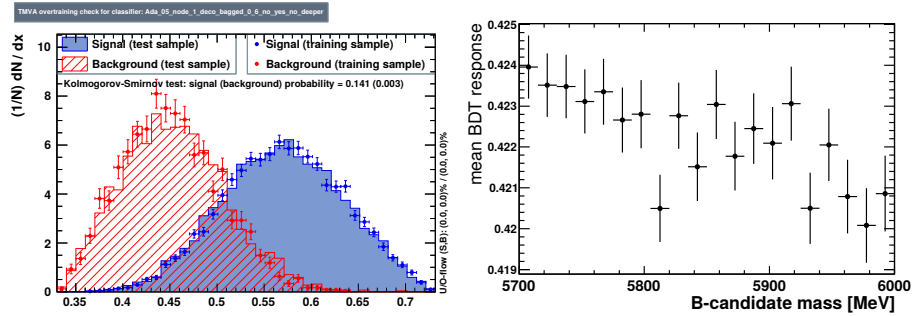 TMVA overtraining check for classifier: Ada_05_node_1_deco_bagged_0_6_no_yes_no_deeper
(1/N) dN / dx
10
8
6
4
2
0
Signal (test sample)
Background (test sample)
Signal (training sample)
Background (training sample)
Kolmogorov-Smirnov test: signal (background) probability = 0.141 (0.003)
U/O-flow (S,B): (0.0, 0.0)% / (0.0, 0.0)%
0.35 0.4 0.45 0.5 0.55 0.6 0.65 0.7
mean BDT response
0.425
0.424
0.423
0.422
0.421
0.42
0.419
5700 5800 5900 6000
B-candidate mass [MeV]